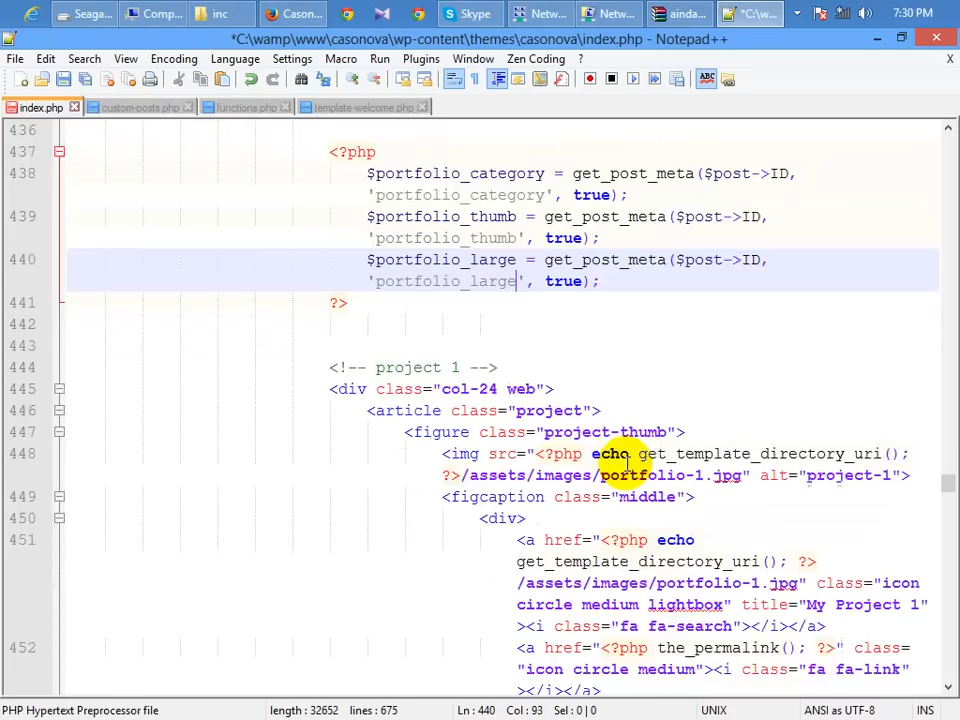 Seaga...
Comp...
inc
Cason...
Skype
Netw...
Netw...
ainda...
*C:\w...
7:30 PM
*C:\wamp\www\casonova\wp-content\themes\casonova\index.php - Notepad++
File Edit Search View Encoding Language Settings Macro Run Plugins Window Zen Coding ? X
index.php custom-posts.php functions.php template-welcome.php
436
437 <?php
438 $portfolio_category = get_post_meta($post->ID,
'portfolio_category', true);
439 $portfolio_thumb = get_post_meta($post->ID,
'portfolio_thumb', true);
440 $portfolio_large = get_post_meta($post->ID,
'portfolio_large', true);
441 ?>
442
443
444 <!-- project 1 -->
445 <div class="col-24 web">
446 <article class="project">
447 <figure class="project-thumb">
448 <img src="<?php echo get_template_directory_uri();
?>/assets/images/portfolio-1.jpg" alt="project-1">
449 <figcaption class="middle">
450 <div>
451 <a href="<?php echo
get_template_directory_uri(); ?>
/assets/images/portfolio-1.jpg" class="icon
circle medium lightbox" title="My Project 1"
><i class="fa fa-search"></i></a>
452 <a href="<?php the_permalink(); ?>" class=
"icon circle medium"><i class="fa fa-link"
></i></a>
PHP Hypertext Preprocessor file length : 32652 lines : 675 Ln : 440 Col : 93 Sel : 0 | 0 UNIX ANSI as UTF-8 INS